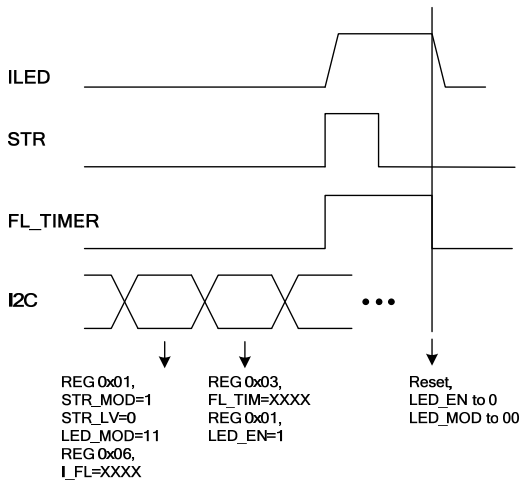 ILED
STR
FL_TIMER
I2C
REG 0x01,
STR_MOD=1
STR_LV=0
LED_MOD=11
REG 0x06,
I_FL=XXXX
REG 0x03,
FL_TIM=XXXX
REG 0x01,
LED_EN=1
Reset,
LED_EN to 0
LED_MOD to 00